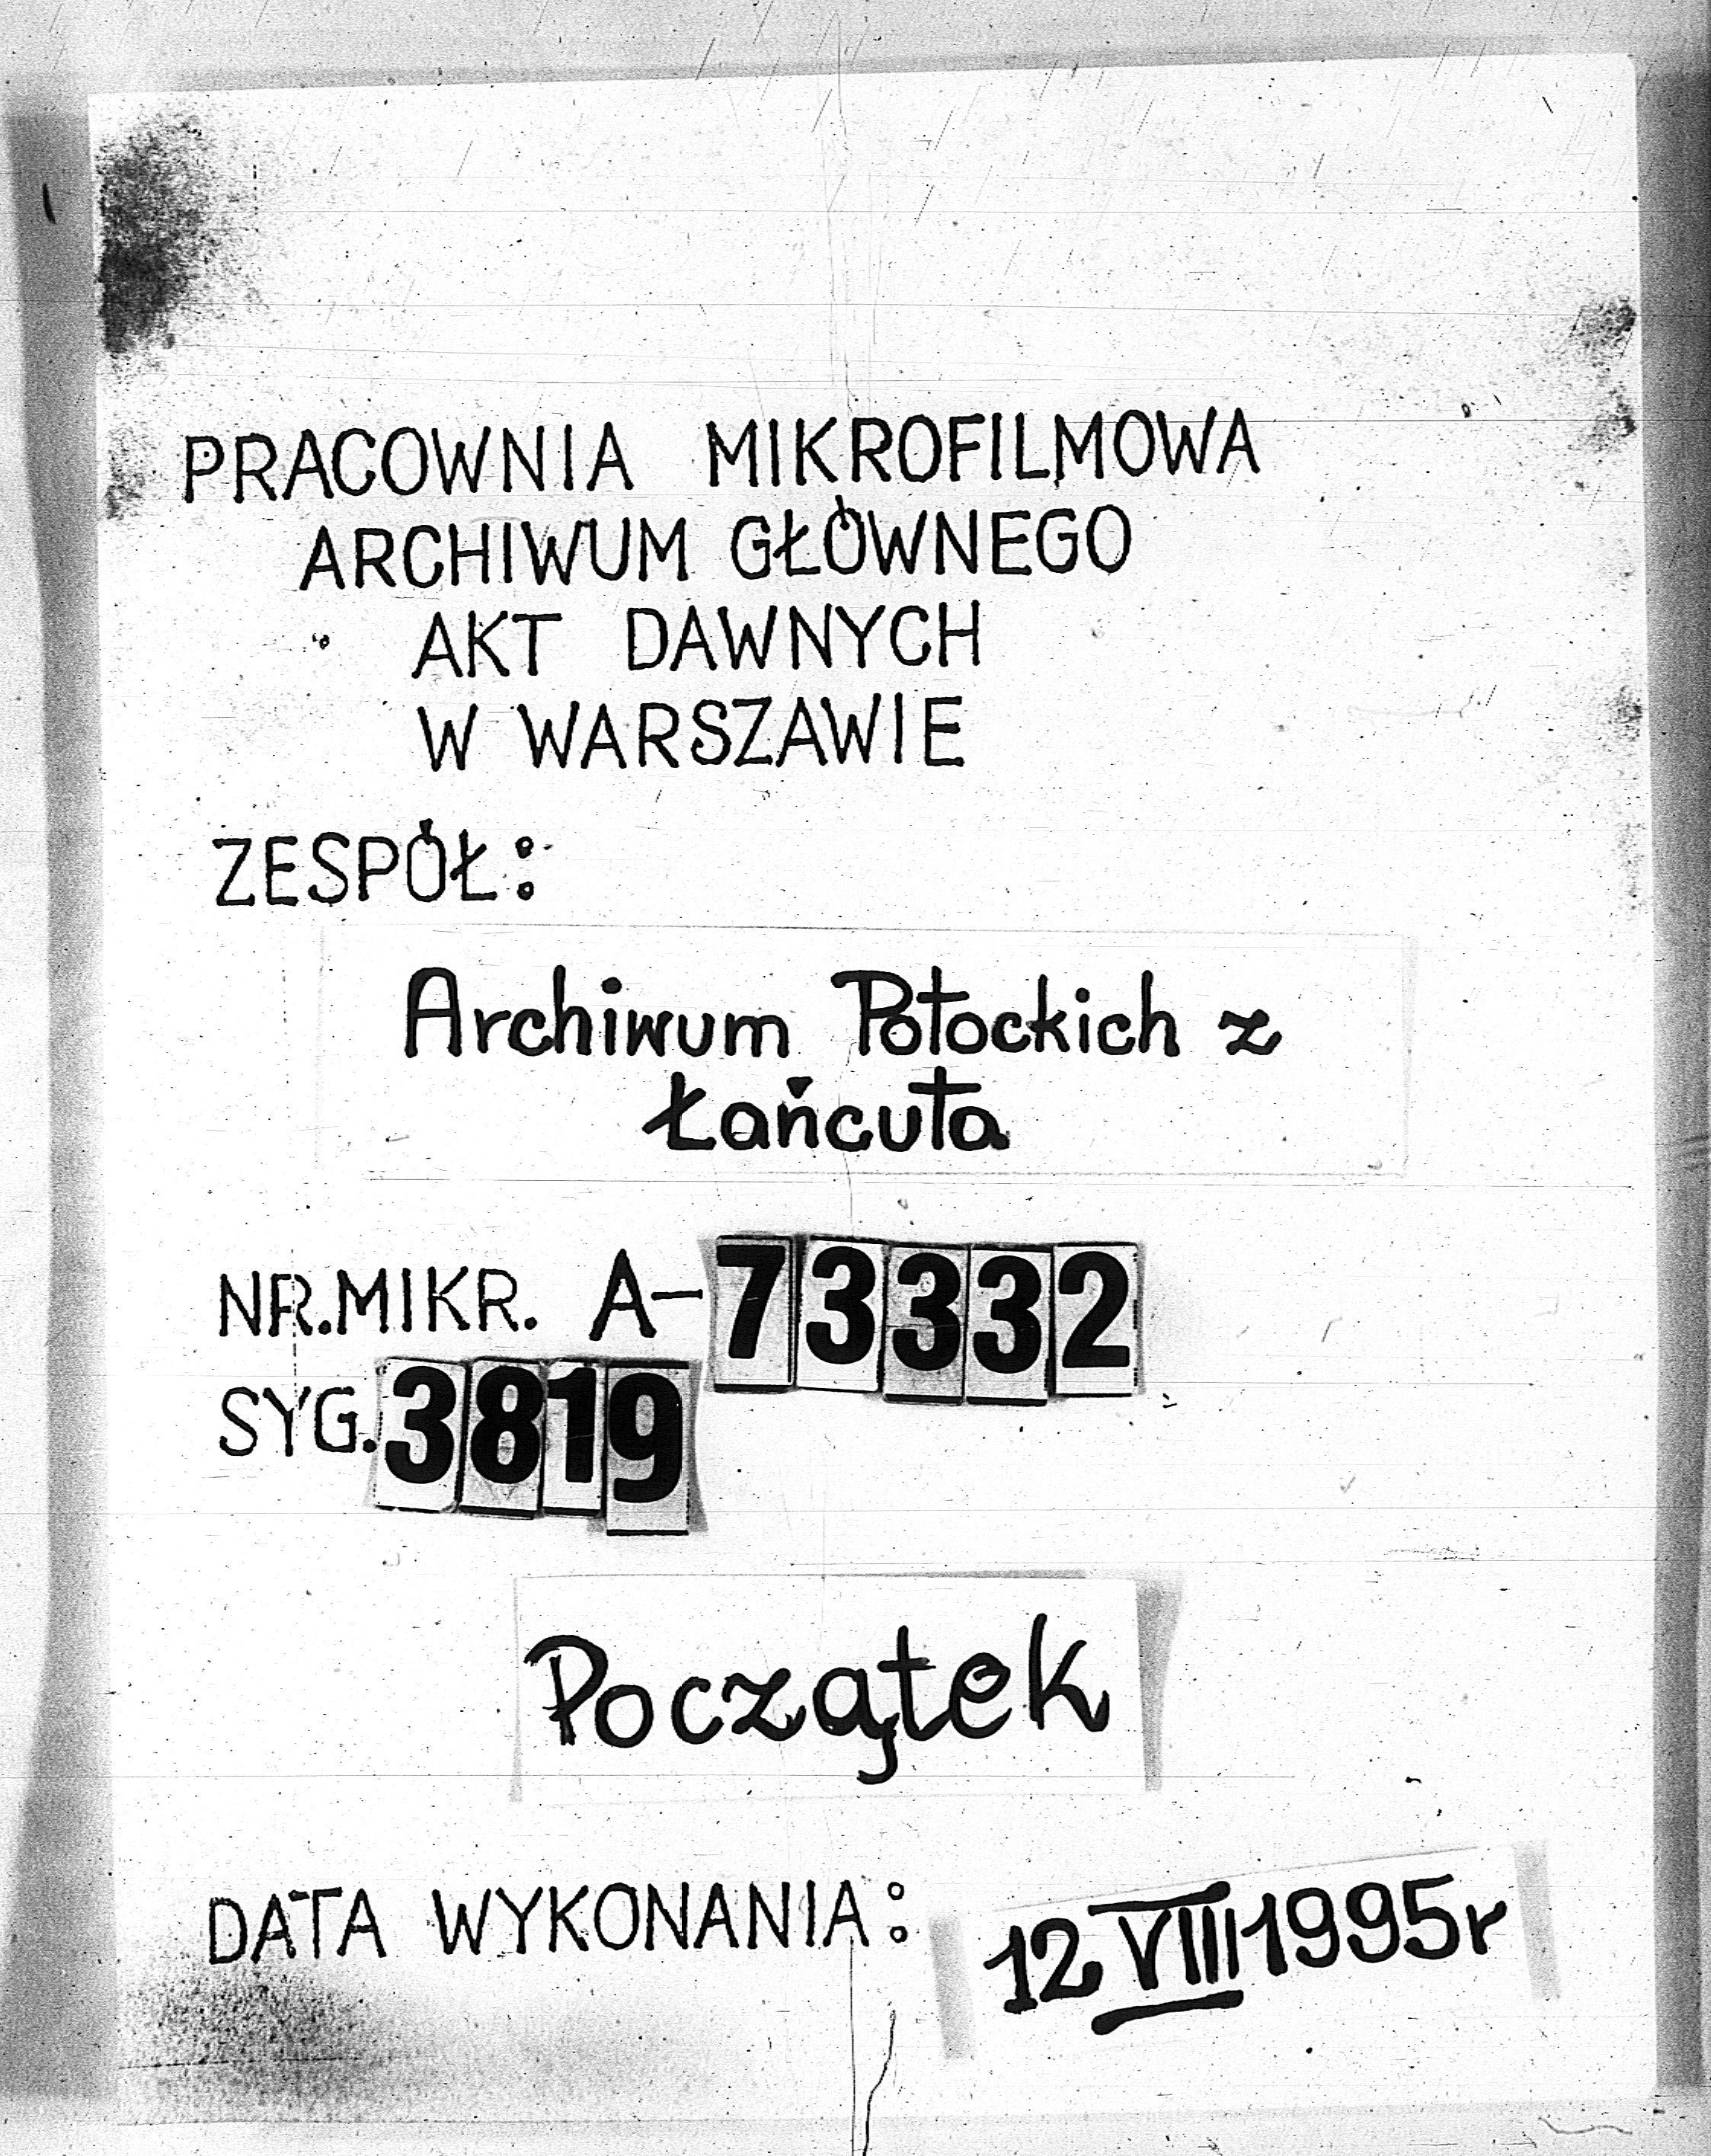 PRACOWNIA MIKROFILMOWA
ARCHIWUM GŁÓWNEGO
AKT DAWNYCH
W WARSZAWIE
ZESPÓŁ:
Archiwum Potockich z
Łańcuta
NR.MIKR. A-73332
SYG.3819
Początek
DATA WYKONANIA: 12 VIII 1995r